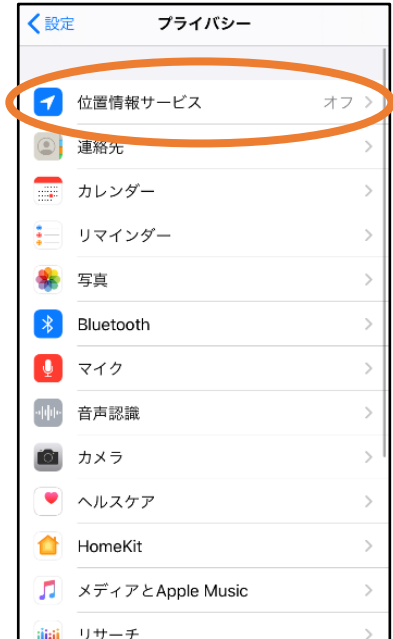 設定 プライバシー
位置情報サービス オフ
連絡先
カレンダー
リマインダー
写真
Bluetooth
マイク
音声認識
カメラ
ヘルスケア
HomeKit
メディアとApple Music
リサーチ